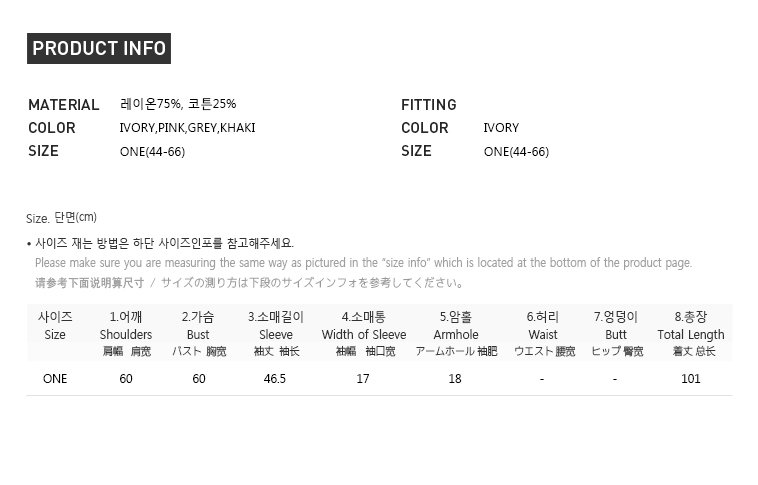 PRODUCT INFO
MATERIAL 레이온75%, 코튼25%
COLOR IVORY,PINK,GREY,KHAKI
SIZE ONE(44-66)
FITTING
COLOR IVORY
SIZE ONE(44-66)
Size. 단면(cm)
• 사이즈 재는 방법은 하단 사이즈인포를 참고해주세요.
Please make sure you are measuring the same way as pictured in the “size info” which is located at the bottom of the product page.
请参考下面说明算尺寸 / サイズの測り方は下段のサイズインフォを参考してください。
사이즈 1.어깨 2.가슴 3.소매길이 4.소매통 5.암홀 6.허리 7.엉덩이 8.총장
Size Shoulders Bust Sleeve Width of Sleeve Armhole Waist Butt Total Length
肩幅 肩宽 バスト 胸宽 袖丈 袖长 袖幅 袖口宽 アームホール 袖肥 ウエスト 腰宽 ヒップ 臀宽 着丈 总长
ONE 60 60 46.5 17 18 - - 101